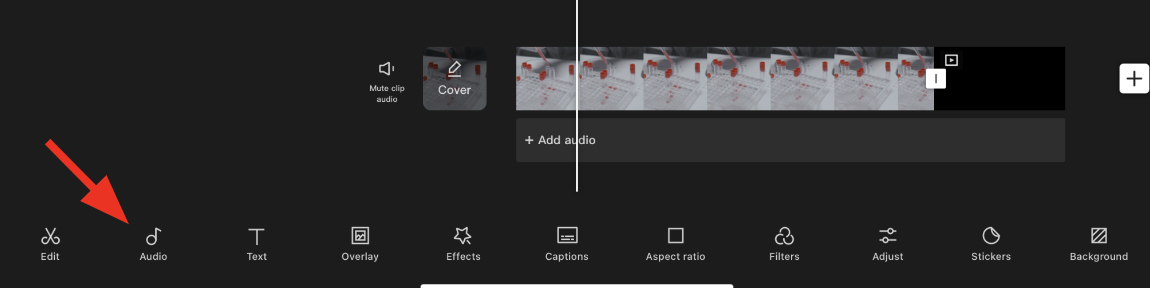 Mute clip
audio
Cover
+ Add audio
Edit
Audio
Text
Overlay
Effects
Captions
Aspect ratio
Filters
Adjust
Stickers
Background